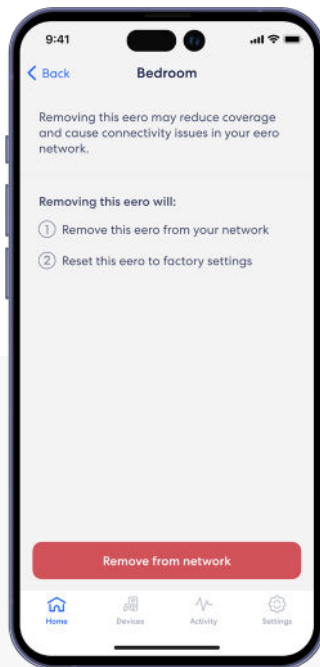 9:41
Back
Bedroom
Removing this eero may reduce coverage
and cause connectivity issues in your eero
network.
Removing this eero will:
1 Remove this eero from your network
2 Reset this eero to factory settings
Remove from network
Home
Devices
Activity
Settings